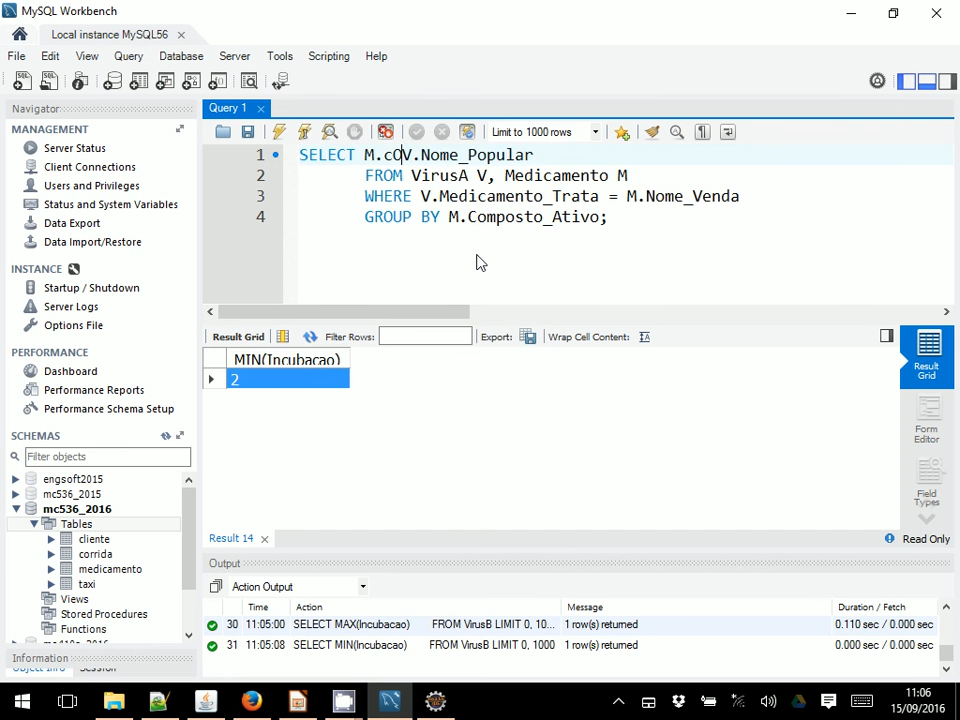 MySQL Workbench
Local instance MySQL56
File Edit View Query Database Server Tools Scripting Help
Navigator
MANAGEMENT
Server Status
Client Connections
Users and Privileges
Status and System Variables
Data Export
Data Import/Restore
INSTANCE
Startup / Shutdown
Server Logs
Options File
PERFORMANCE
Dashboard
Performance Reports
Performance Schema Setup
SCHEMAS
Filter objects
engsoft2015
mc536_2015
mc536_2016
Tables
cliente
corrida
medicamento
taxi
Views
Stored Procedures
Functions
Information
Query 1
Limit to 1000 rows
1 SELECT M.cOV.Nome_Popular
2 FROM VirusA V, Medicamento M
3 WHERE V.Medicamento_Trata = M.Nome_Venda
4 GROUP BY M.Composto_Ativo;
Result Grid Filter Rows: Export: Wrap Cell Content:
MIN(Incubacao)
2
Result Grid
Form Editor
Field Types
Result 14
Read Only
Output
Action Output
Time Action Message Duration / Fetch
30 11:05:00 SELECT MAX(Incubacao) FROM VirusB LIMIT 0, 10... 1 row(s) returned 0.110 sec / 0.000 sec
31 11:05:08 SELECT MIN(Incubacao) FROM VirusB LIMIT 0, 1000 1 row(s) returned 0.000 sec / 0.000 sec
11:06
15/09/2016